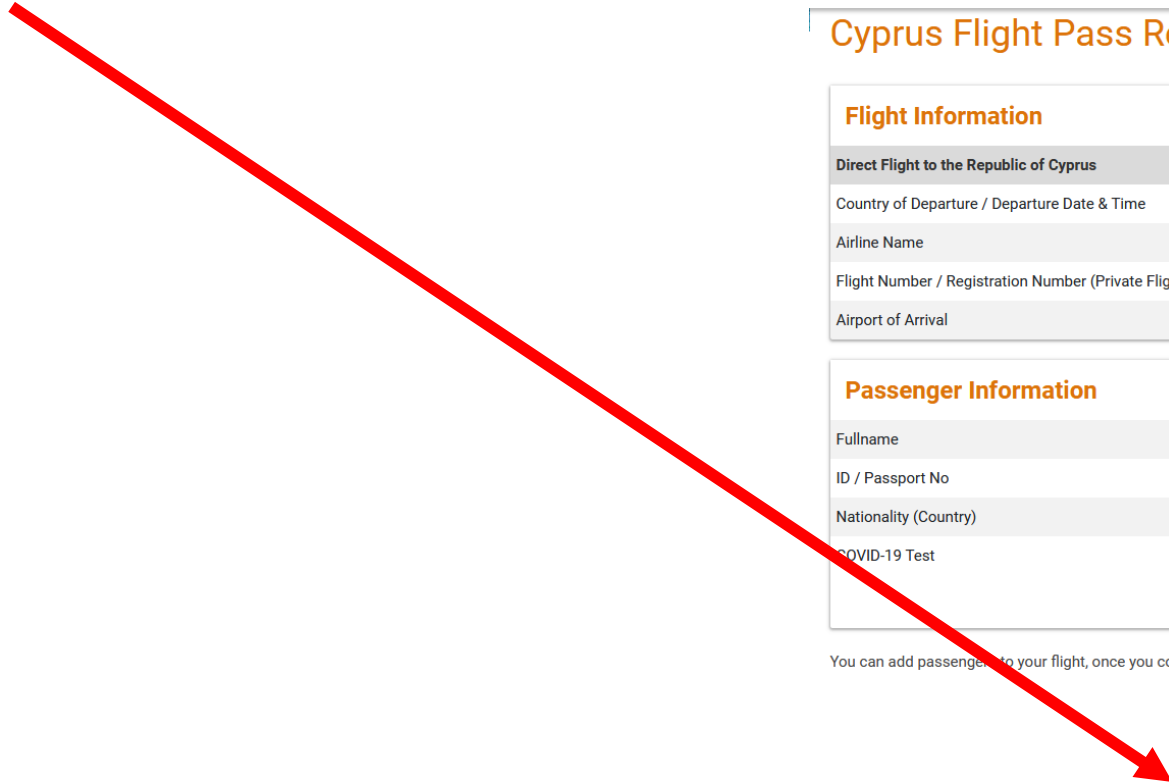 Cyprus Flight Pass
Flight Information
Direct Flight to the Republic of Cyprus
Country of Departure / Departure Date & Time
Airline Name
Flight Number / Registration Number (Private
Airport of Arrival
Passenger Information
Fullname
ID / Passport No
Nationality (Country)
COVID-19 Test
You can add passengers to your flight, once you